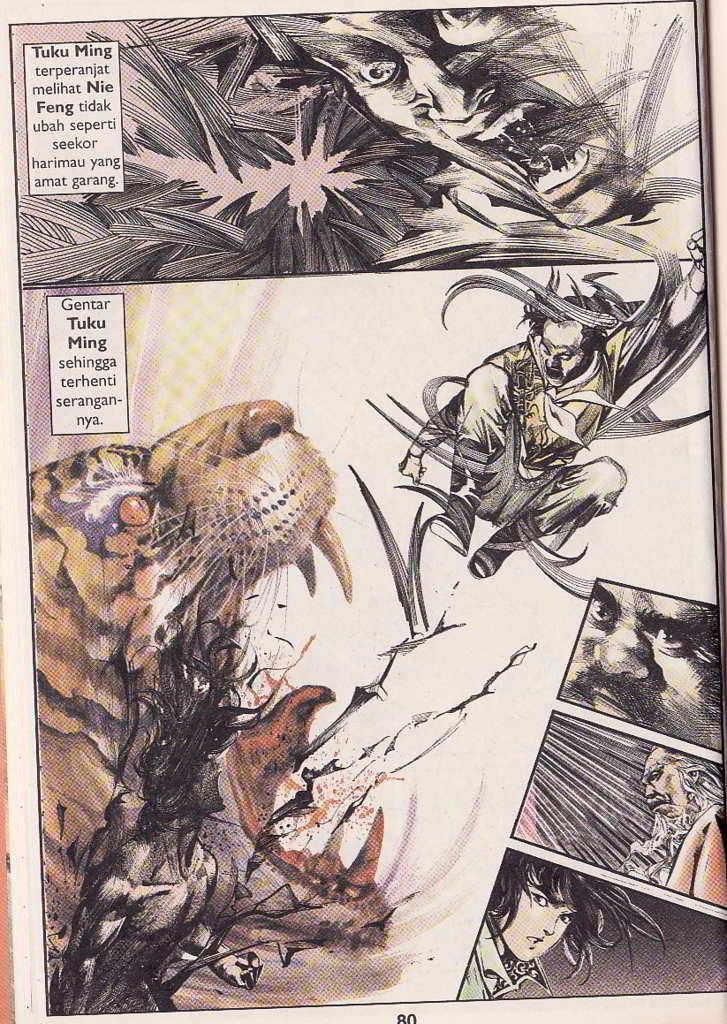 Tuku Ming
terperanjat
melihat Nie
Feng tidak
ubah seperti
seekor
harimau yang
amat garang.
Gentar
Tuku
Ming
sehingga
terhenti
serangan-
nya.
80